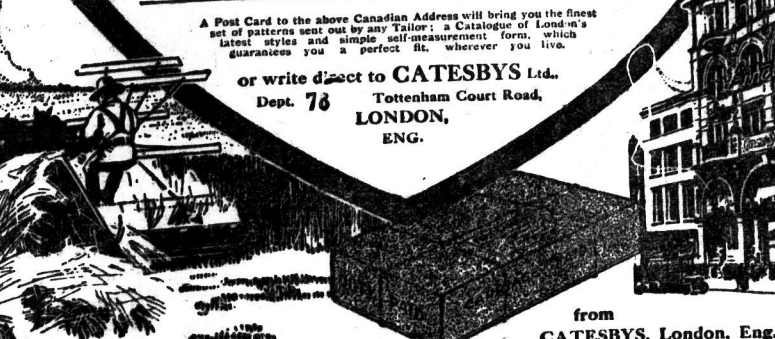 A Post Card to the above Canadian Address will bring you the finest
set of patterns sent out by any Tailor; a Catalogue of London's
latest styles and simple self-measurement form, which
guarantees you a perfect fit, wherever you live.
or write direct to CATESBYS Ltd.,
Dept. 78 Tottenham Court Road,
LONDON,
ENG.
from
CATESBYS, London, Eng.